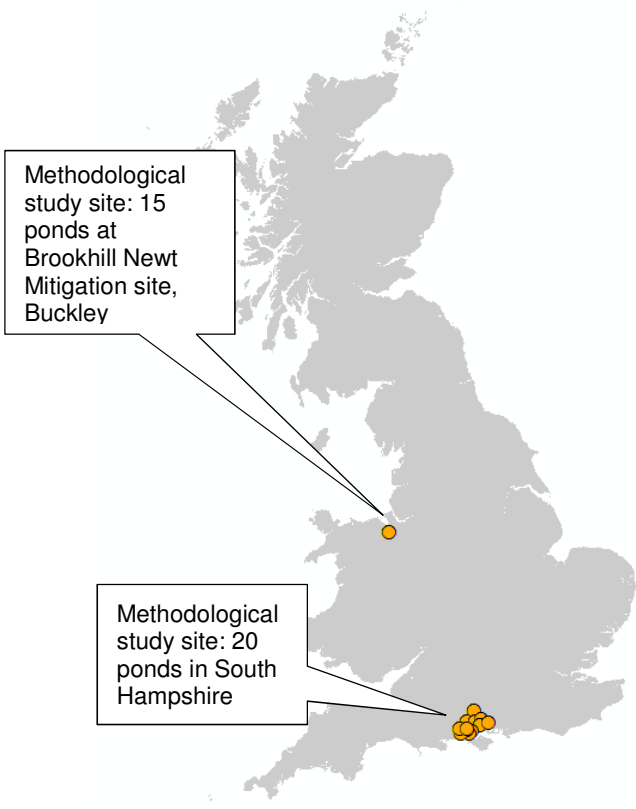 Methodological
study site: 15
ponds at
Brookhill Newt
Mitigation site,
Buckley
Methodological
study site: 20
ponds in South
Hampshire